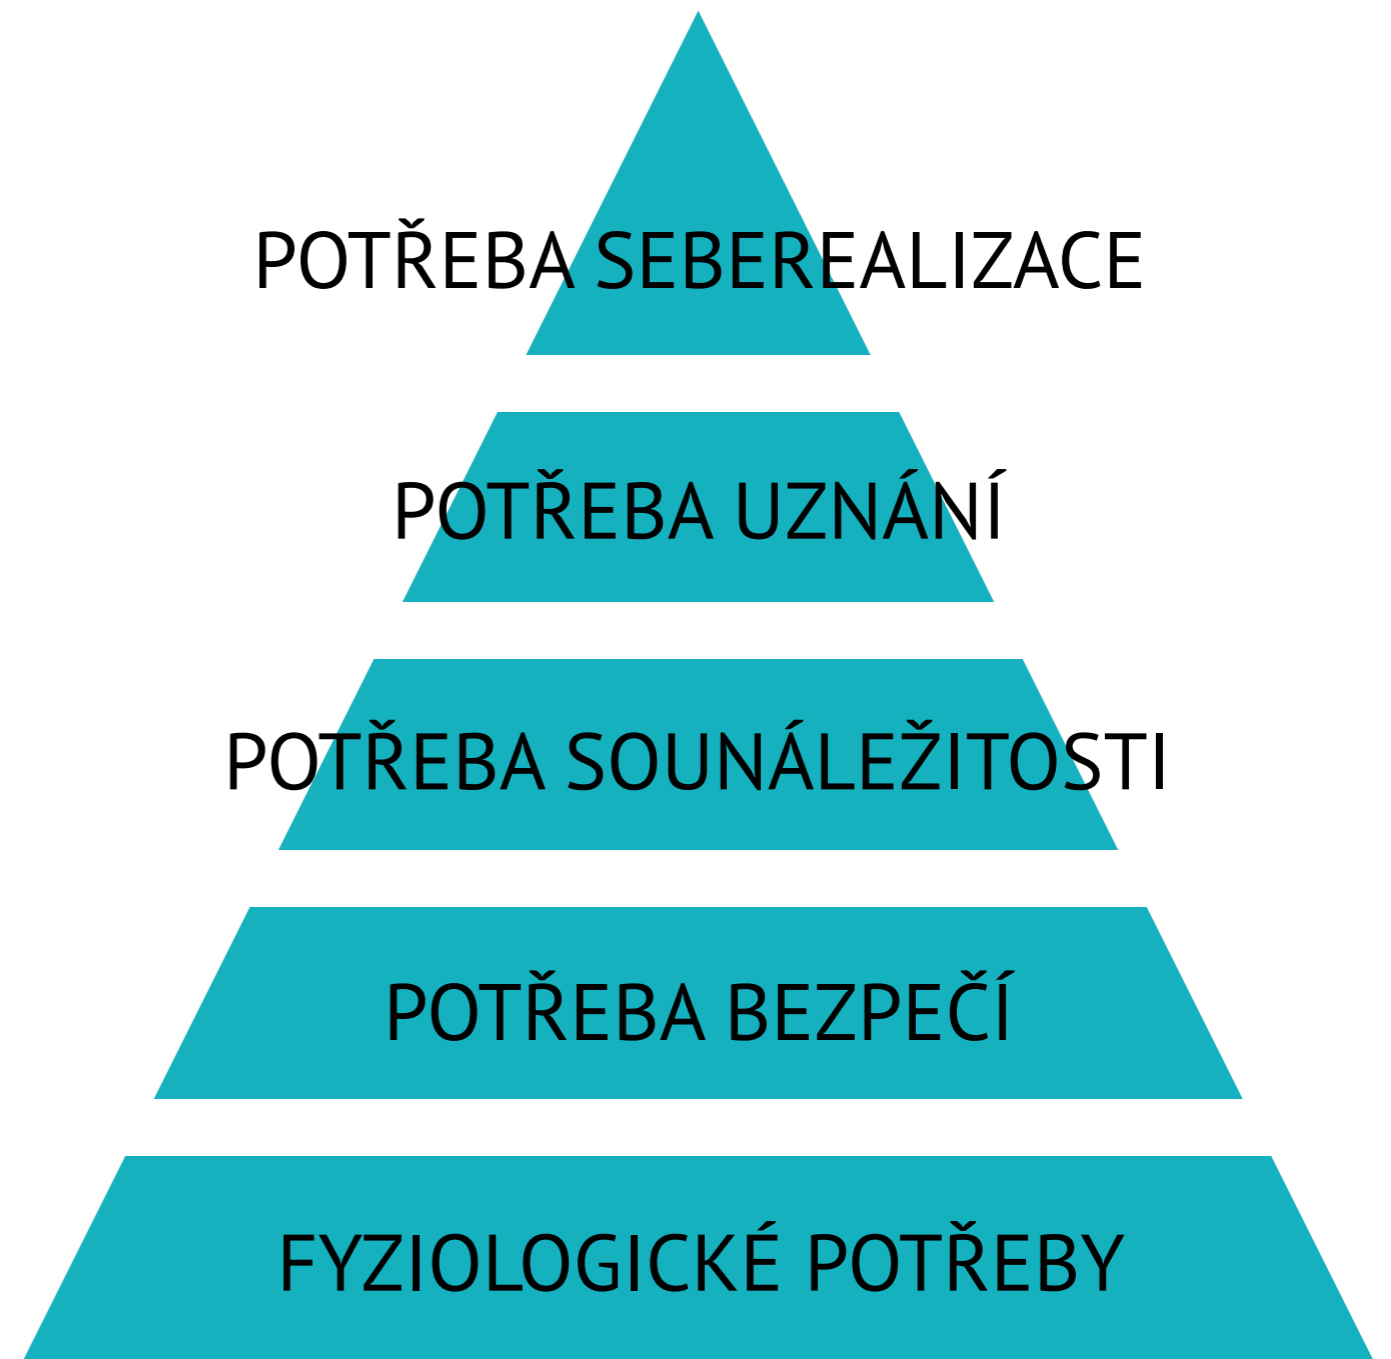 POTŘEBA SEBEREALIZACE
POTŘEBA UZNÁNÍ
POTŘEBA SOUNÁLEŽITOSTI
POTŘEBA BEZPEČÍ
FYZIOLOGICKÉ POTŘEBY